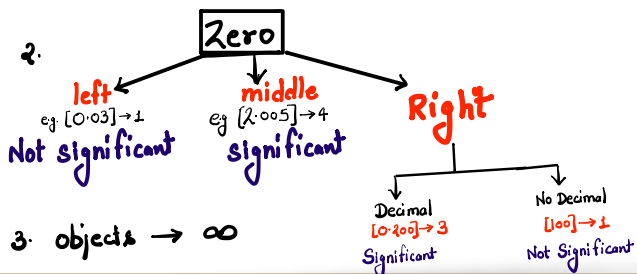 2.
Zero
left
e.g. [0.03]→1
Not Significant
middle
eg [2.005]→4
Significant
Right
Decimal
[0.200]→3
Significant
No Decimal
[100]→1
Not Significant
3. objects → ∞